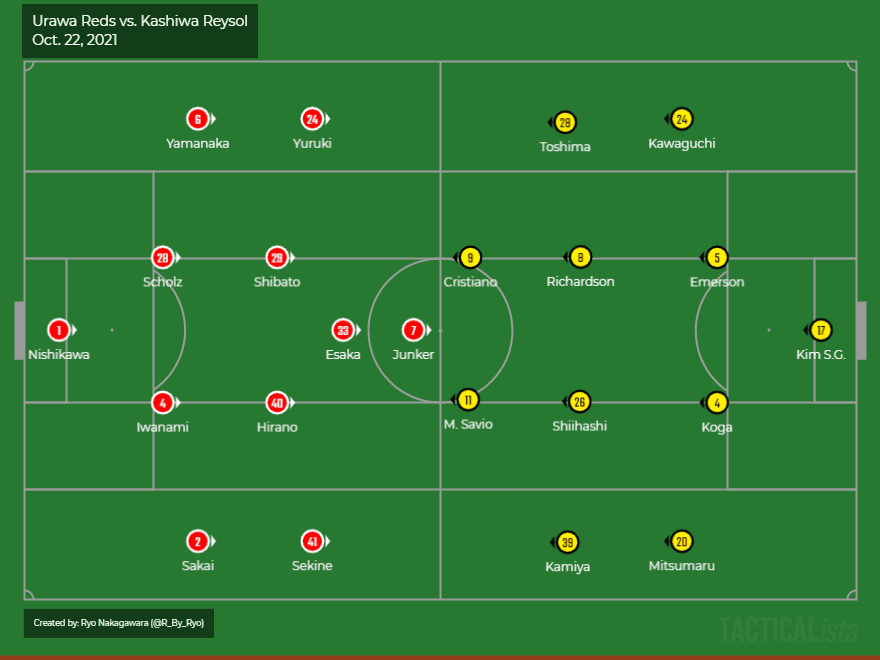 Urawa Reds vs. Kashiwa Reysol
Oct. 22, 2021
6
24
28
24
Yamanaka
Yuruki
Toshima
Kawaguchi
28
29
9
8
5
Scholz
Shibato
Cristiano
Richardson
Emerson
1
33
7
17
Nishikawa
Esaka
Junker
Kim S.G.
4
40
11
26
4
Iwanami
Hirano
M. Savio
Shiihashi
Koga
2
41
39
20
Sakai
Sekine
Kamiya
Mitsumaru
Created by: Ryo Nakagawara (@R_By_Ryo)
TACTICALista